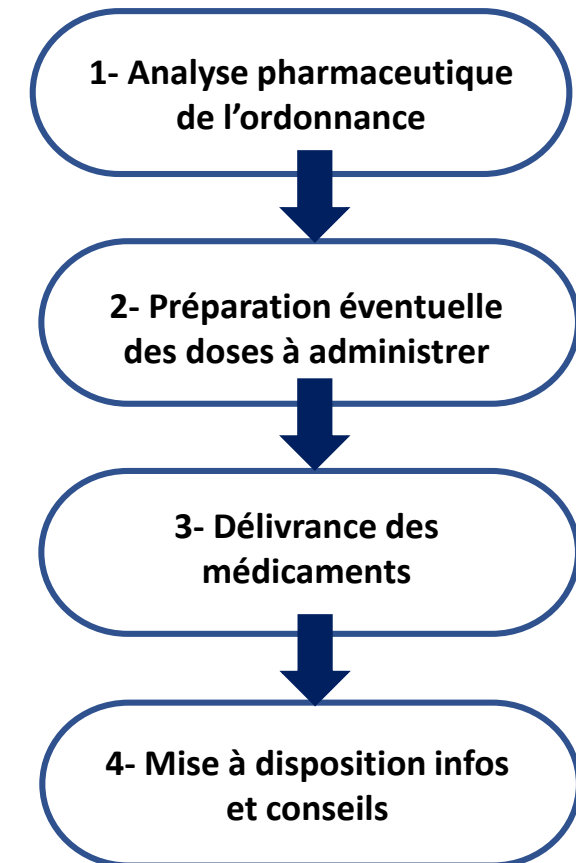 1- Analyse pharmaceutique
de l’ordonnance
2- Préparation éventuelle
des doses à administrer
3- Délivrance des
médicaments
4- Mise à disposition infos
et conseils